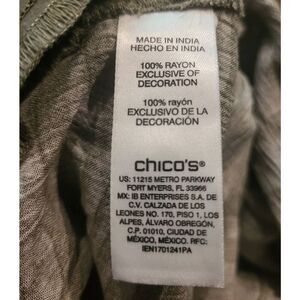 MADE IN INDIA
HECHO EN INDIA
100% RAYON
EXCLUSIVE OF
DECORATION
100% rayón
EXCLUSIVO DE LA
DECORACIÓN
chico's®
US: 11215 METRO PARKWAY
FORT MYERS, FL 33966
MX: IB ENTERPRISES S.A. DE
C.V. CALZADA DE LOS
LEONES NO. 170, PISO 1, LOS
ALPES, ÁLVARO OBREGÓN,
C.P. 01010, CIUDAD DE
MÉXICO, MÉXICO. RFC:
IEN1701241PA